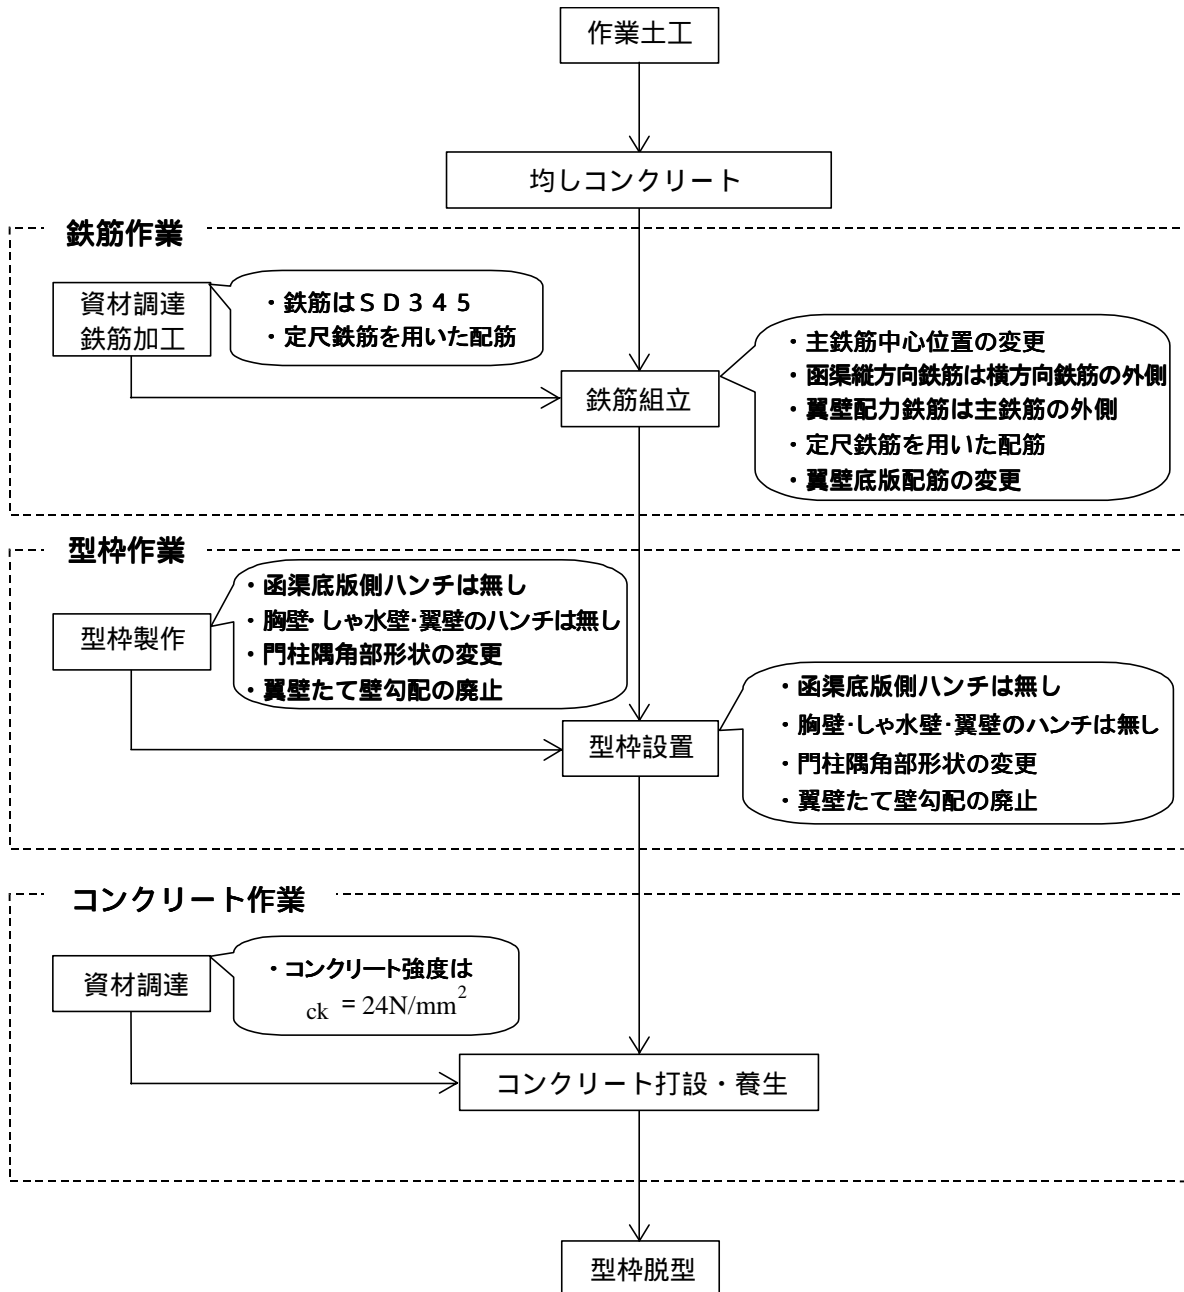 作業土工
均しコンクリート
鉄筋作業
資材調達
鉄筋加工
・鉄筋はSD345
・定尺鉄筋を用いた配筋
鉄筋組立
・主鉄筋中心位置の変更
・函渠縦方向鉄筋は横方向鉄筋の外側
・翼壁配力鉄筋は主鉄筋の外側
・定尺鉄筋を用いた配筋
・翼壁底版配筋の変更
型枠作業
型枠製作
・函渠底版側ハンチは無し
・胸壁・しゃ水壁・翼壁のハンチは無し
・門柱隅角部形状の変更
・翼壁たて壁勾配の廃止
型枠設置
・函渠底版側ハンチは無し
・胸壁・しゃ水壁・翼壁のハンチは無し
・門柱隅角部形状の変更
・翼壁たて壁勾配の廃止
コンクリート作業
資材調達
・コンクリート強度は
ck = 24N/mm2
コンクリート打設・養生
型枠脱型